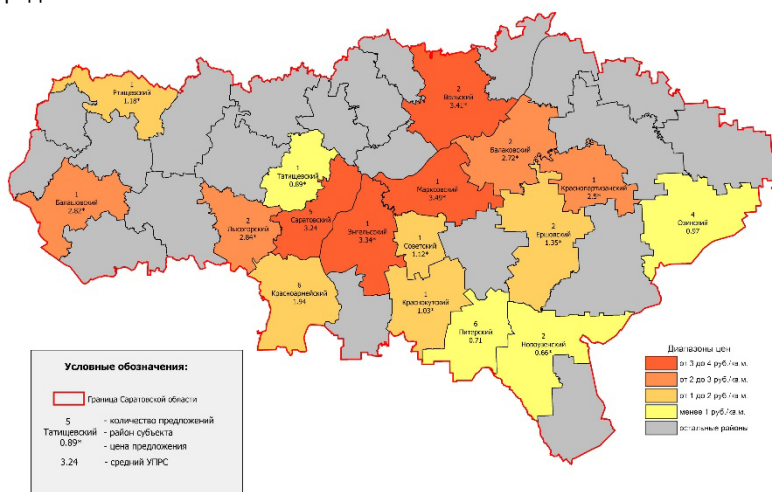 1
Ртищевский
1.18*
2
Вольский
3.41*
2
Балаковский
2.72*
1
Татищевский
0.89*
1
Марксовский
3.49*
1
Краснопартизанский
2.5*
1
Балашовский
2.82*
2
Лысогорский
2.84*
5
Саратовский
3.24
1
Энгельсский
3.34*
1
Советский
1.12*
2
Ершовский
1.35*
4
Озинский
0.97
6
Красноармейский
1.94
1
Краснокутский
1.03*
6
Питерский
0.71
2
Новоузенский
0.66*
Условные обозначения:
Граница Саратовской области
5 - количество предложений
Татищевский - район субъекта
0.89* - цена предложения
3.24 - средний УПРС
Диапазоны цен
от 3 до 4 руб./кв.м.
от 2 до 3 руб./кв.м.
от 1 до 2 руб./кв.м.
менее 1 руб./кв.м.
остальные районы